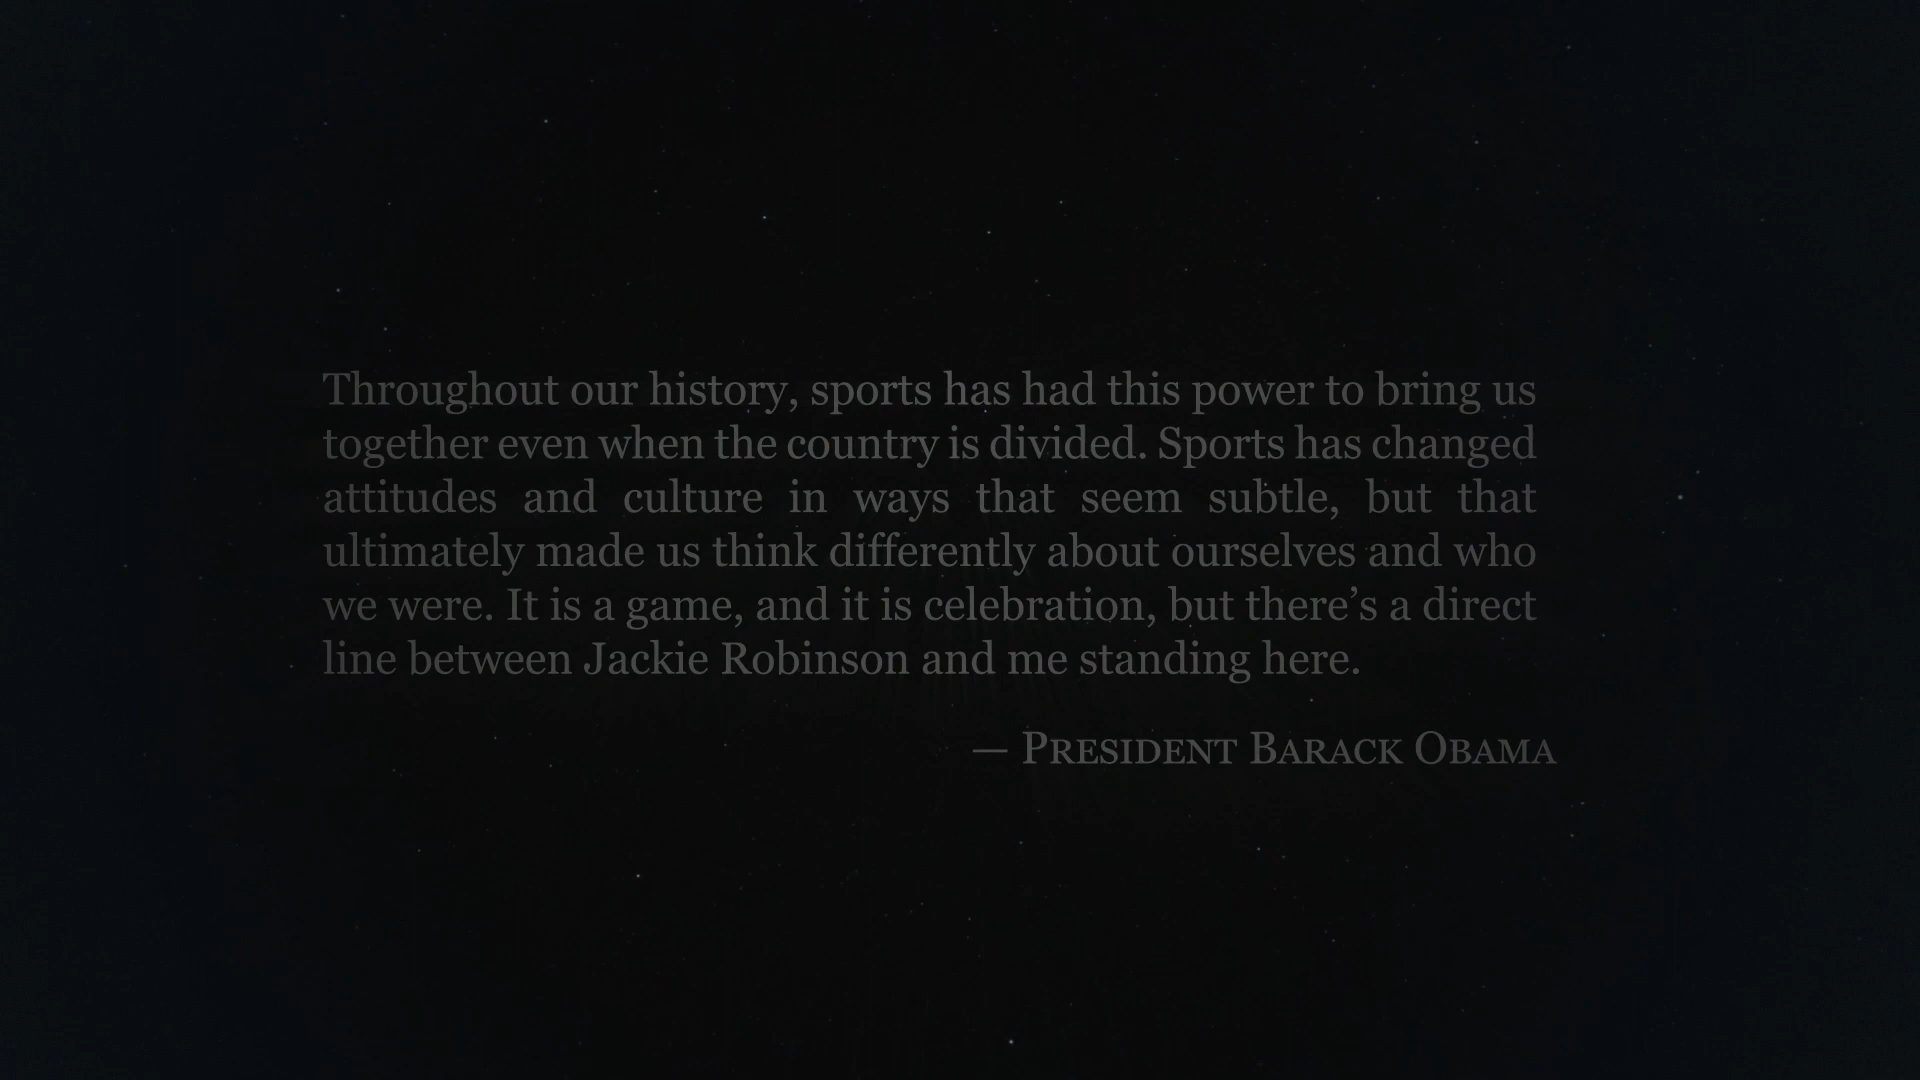 Throughout our history, sports has had this power to bring us
together even when the country is divided. Sports has changed
attitudes and culture in ways that seem subtle, but that
ultimately made us think differently about ourselves and who
we were. It is a game, and it is celebration, but there’s a direct
line between Jackie Robinson and me standing here.
— PRESIDENT BARACK OBAMA